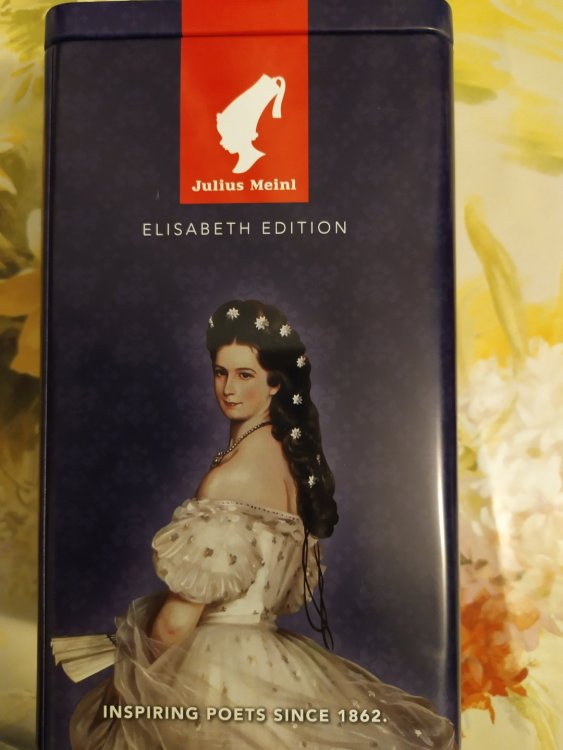 Julius Meinl
ELISABETH EDITION
INSPIRING POETS SINCE 1862.